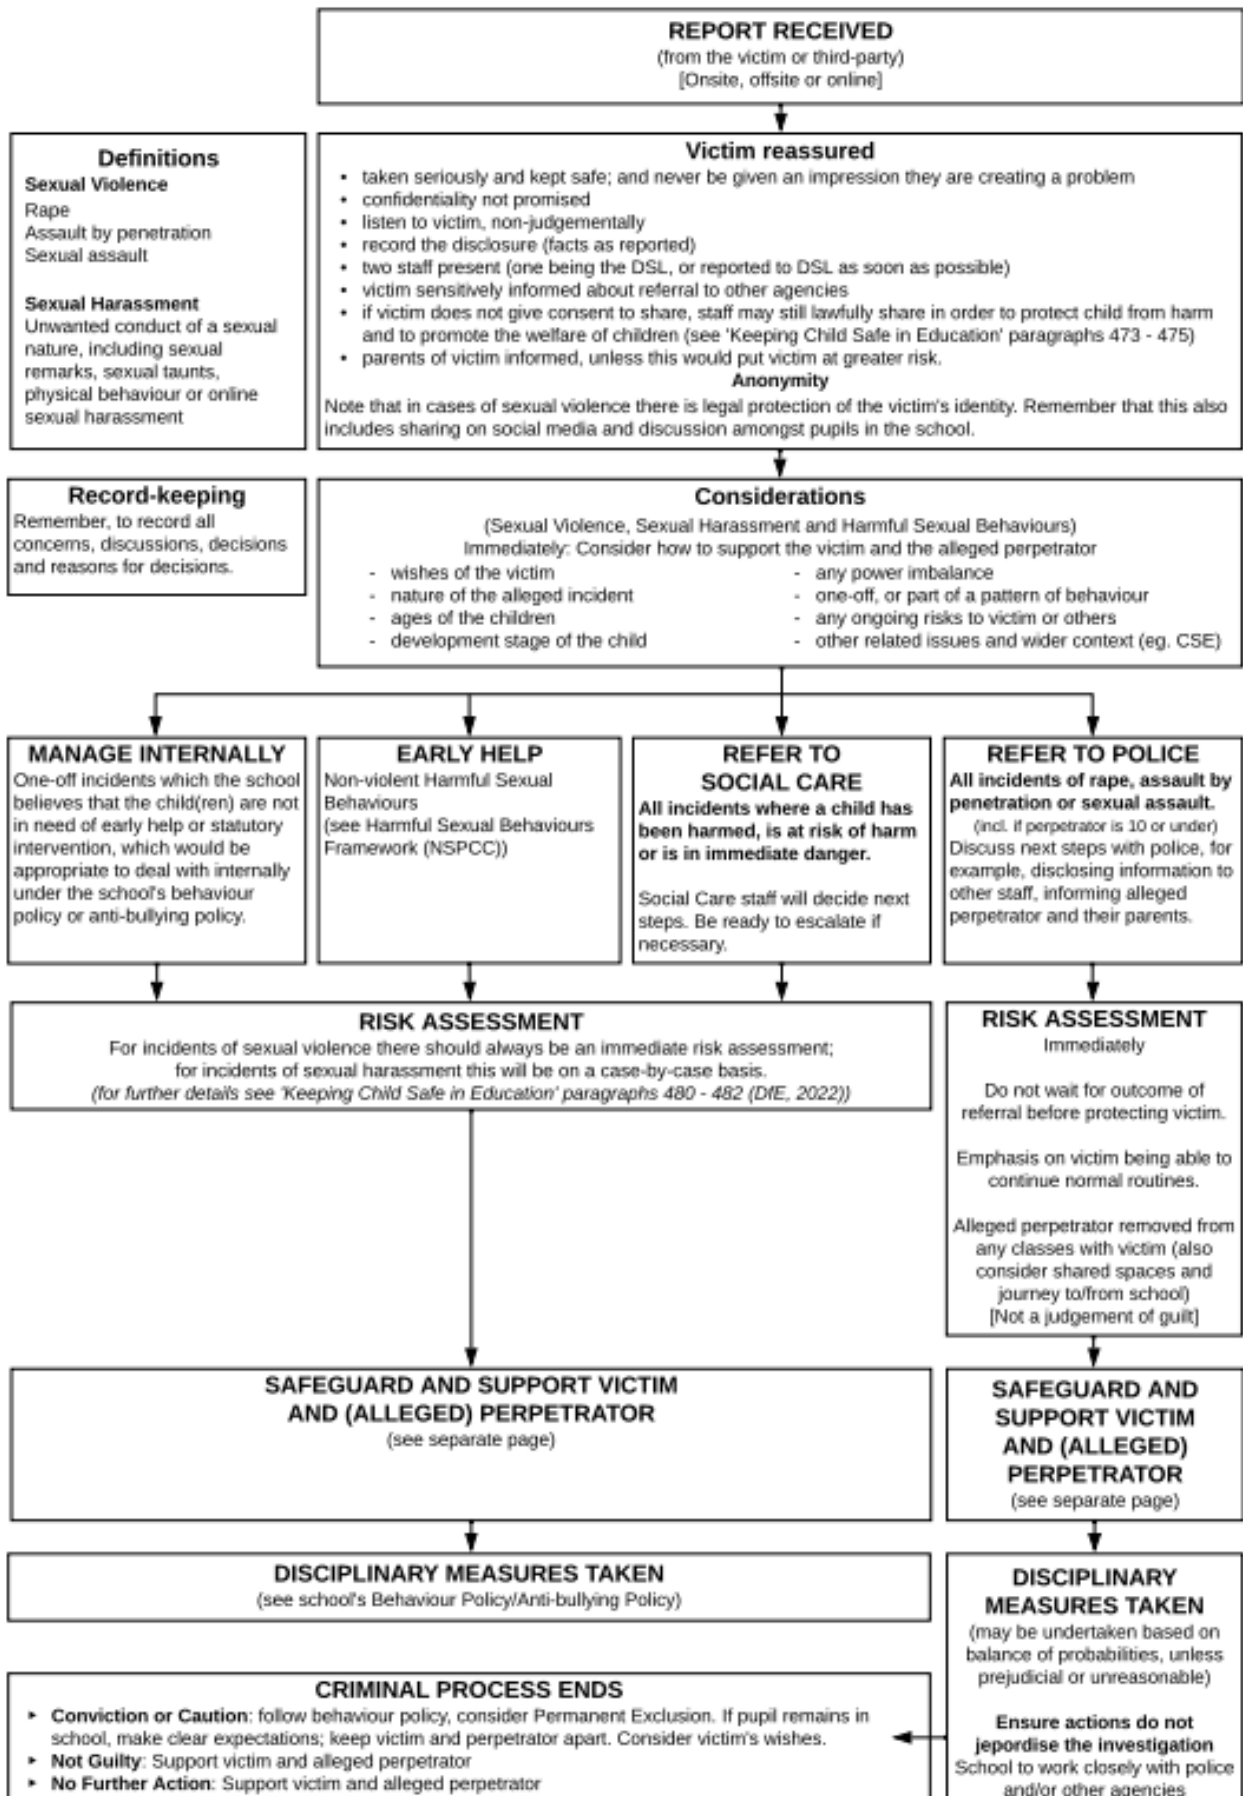 REPORT RECEIVED
(from the victim or third-party)
[Onsite, offsite or online]
Definitions
Sexual Violence
Rape
Assault by penetration
Sexual assault
Sexual Harassment
Unwanted conduct of a sexual
nature, including sexual
remarks, sexual taunts,
physical behaviour or online
sexual harassment
Victim reassured
• taken seriously and kept safe; and never be given an impression they are creating a problem
• confidentiality not promised
• listen to victim, non-judgementally
• record the disclosure (facts as reported)
• two staff present (one being the DSL, or reported to DSL as soon as possible)
• victim sensitively informed about referral to other agencies
• if victim does not give consent to share, staff may still lawfully share in order to protect child from harm
and to promote the welfare of children (see 'Keeping Child Safe in Education' paragraphs 473 - 475)
• parents of victim informed, unless this would put victim at greater risk.
Anonymity
Note that in cases of sexual violence there is legal protection of the victim's identity. Remember that this also
includes sharing on social media and discussion amongst pupils in the school.
Record-keeping
Remember, to record all
concerns, discussions, decisions
and reasons for decisions.
Considerations
(Sexual Violence, Sexual Harassment and Harmful Sexual Behaviours)
Immediately: Consider how to support the victim and the alleged perpetrator
- wishes of the victim
- nature of the alleged incident
- ages of the children
- development stage of the child
- any power imbalance
- one-off, or part of a pattern of behaviour
- any ongoing risks to victim or others
- other related issues and wider context (eg. CSE)
MANAGE INTERNALLY
One-off incidents which the school
believes that the child(ren) are not
in need of early help or statutory
intervention, which would be
appropriate to deal with internally
under the school's behaviour
policy or anti-bullying policy.
EARLY HELP
Non-violent Harmful Sexual
Behaviours
(see Harmful Sexual Behaviours
Framework (NSPCC))
REFER TO
SOCIAL CARE
All incidents where a child has
been harmed, is at risk of harm
or is in immediate danger.
Social Care staff will decide next
steps. Be ready to escalate if
necessary.
REFER TO POLICE
All incidents of rape, assault by
penetration or sexual assault.
(incl. if perpetrator is 10 or under)
Discuss next steps with police, for
example, disclosing information to
other staff, informing alleged
perpetrator and their parents.
RISK ASSESSMENT
For incidents of sexual violence there should always be an immediate risk assessment;
for incidents of sexual harassment this will be on a case-by-case basis.
(for further details see 'Keeping Child Safe in Education' paragraphs 480 - 482 (DfE, 2022))
RISK ASSESSMENT
Immediately
Do not wait for outcome of
referral before protecting victim.
Emphasis on victim being able to
continue normal routines.
Alleged perpetrator removed from
any classes with victim (also
consider shared spaces and
journey to/from school)
[Not a judgement of guilt]
SAFEGUARD AND SUPPORT VICTIM
AND (ALLEGED) PERPETRATOR
(see separate page)
SAFEGUARD AND
SUPPORT VICTIM
AND (ALLEGED)
PERPETRATOR
(see separate page)
DISCIPLINARY MEASURES TAKEN
(see school's Behaviour Policy/Anti-bullying Policy)
DISCIPLINARY
MEASURES TAKEN
(may be undertaken based on
balance of probabilities, unless
prejudicial or unreasonable)
Ensure actions do not
jepordise the investigation
School to work closely with police
and/or other agencies
CRIMINAL PROCESS ENDS
‣ Conviction or Caution: follow behaviour policy, consider Permanent Exclusion. If pupil remains in
school, make clear expectations; keep victim and perpetrator apart. Consider victim's wishes.
‣ Not Guilty: Support victim and alleged perpetrator
‣ No Further Action: Support victim and alleged perpetrator